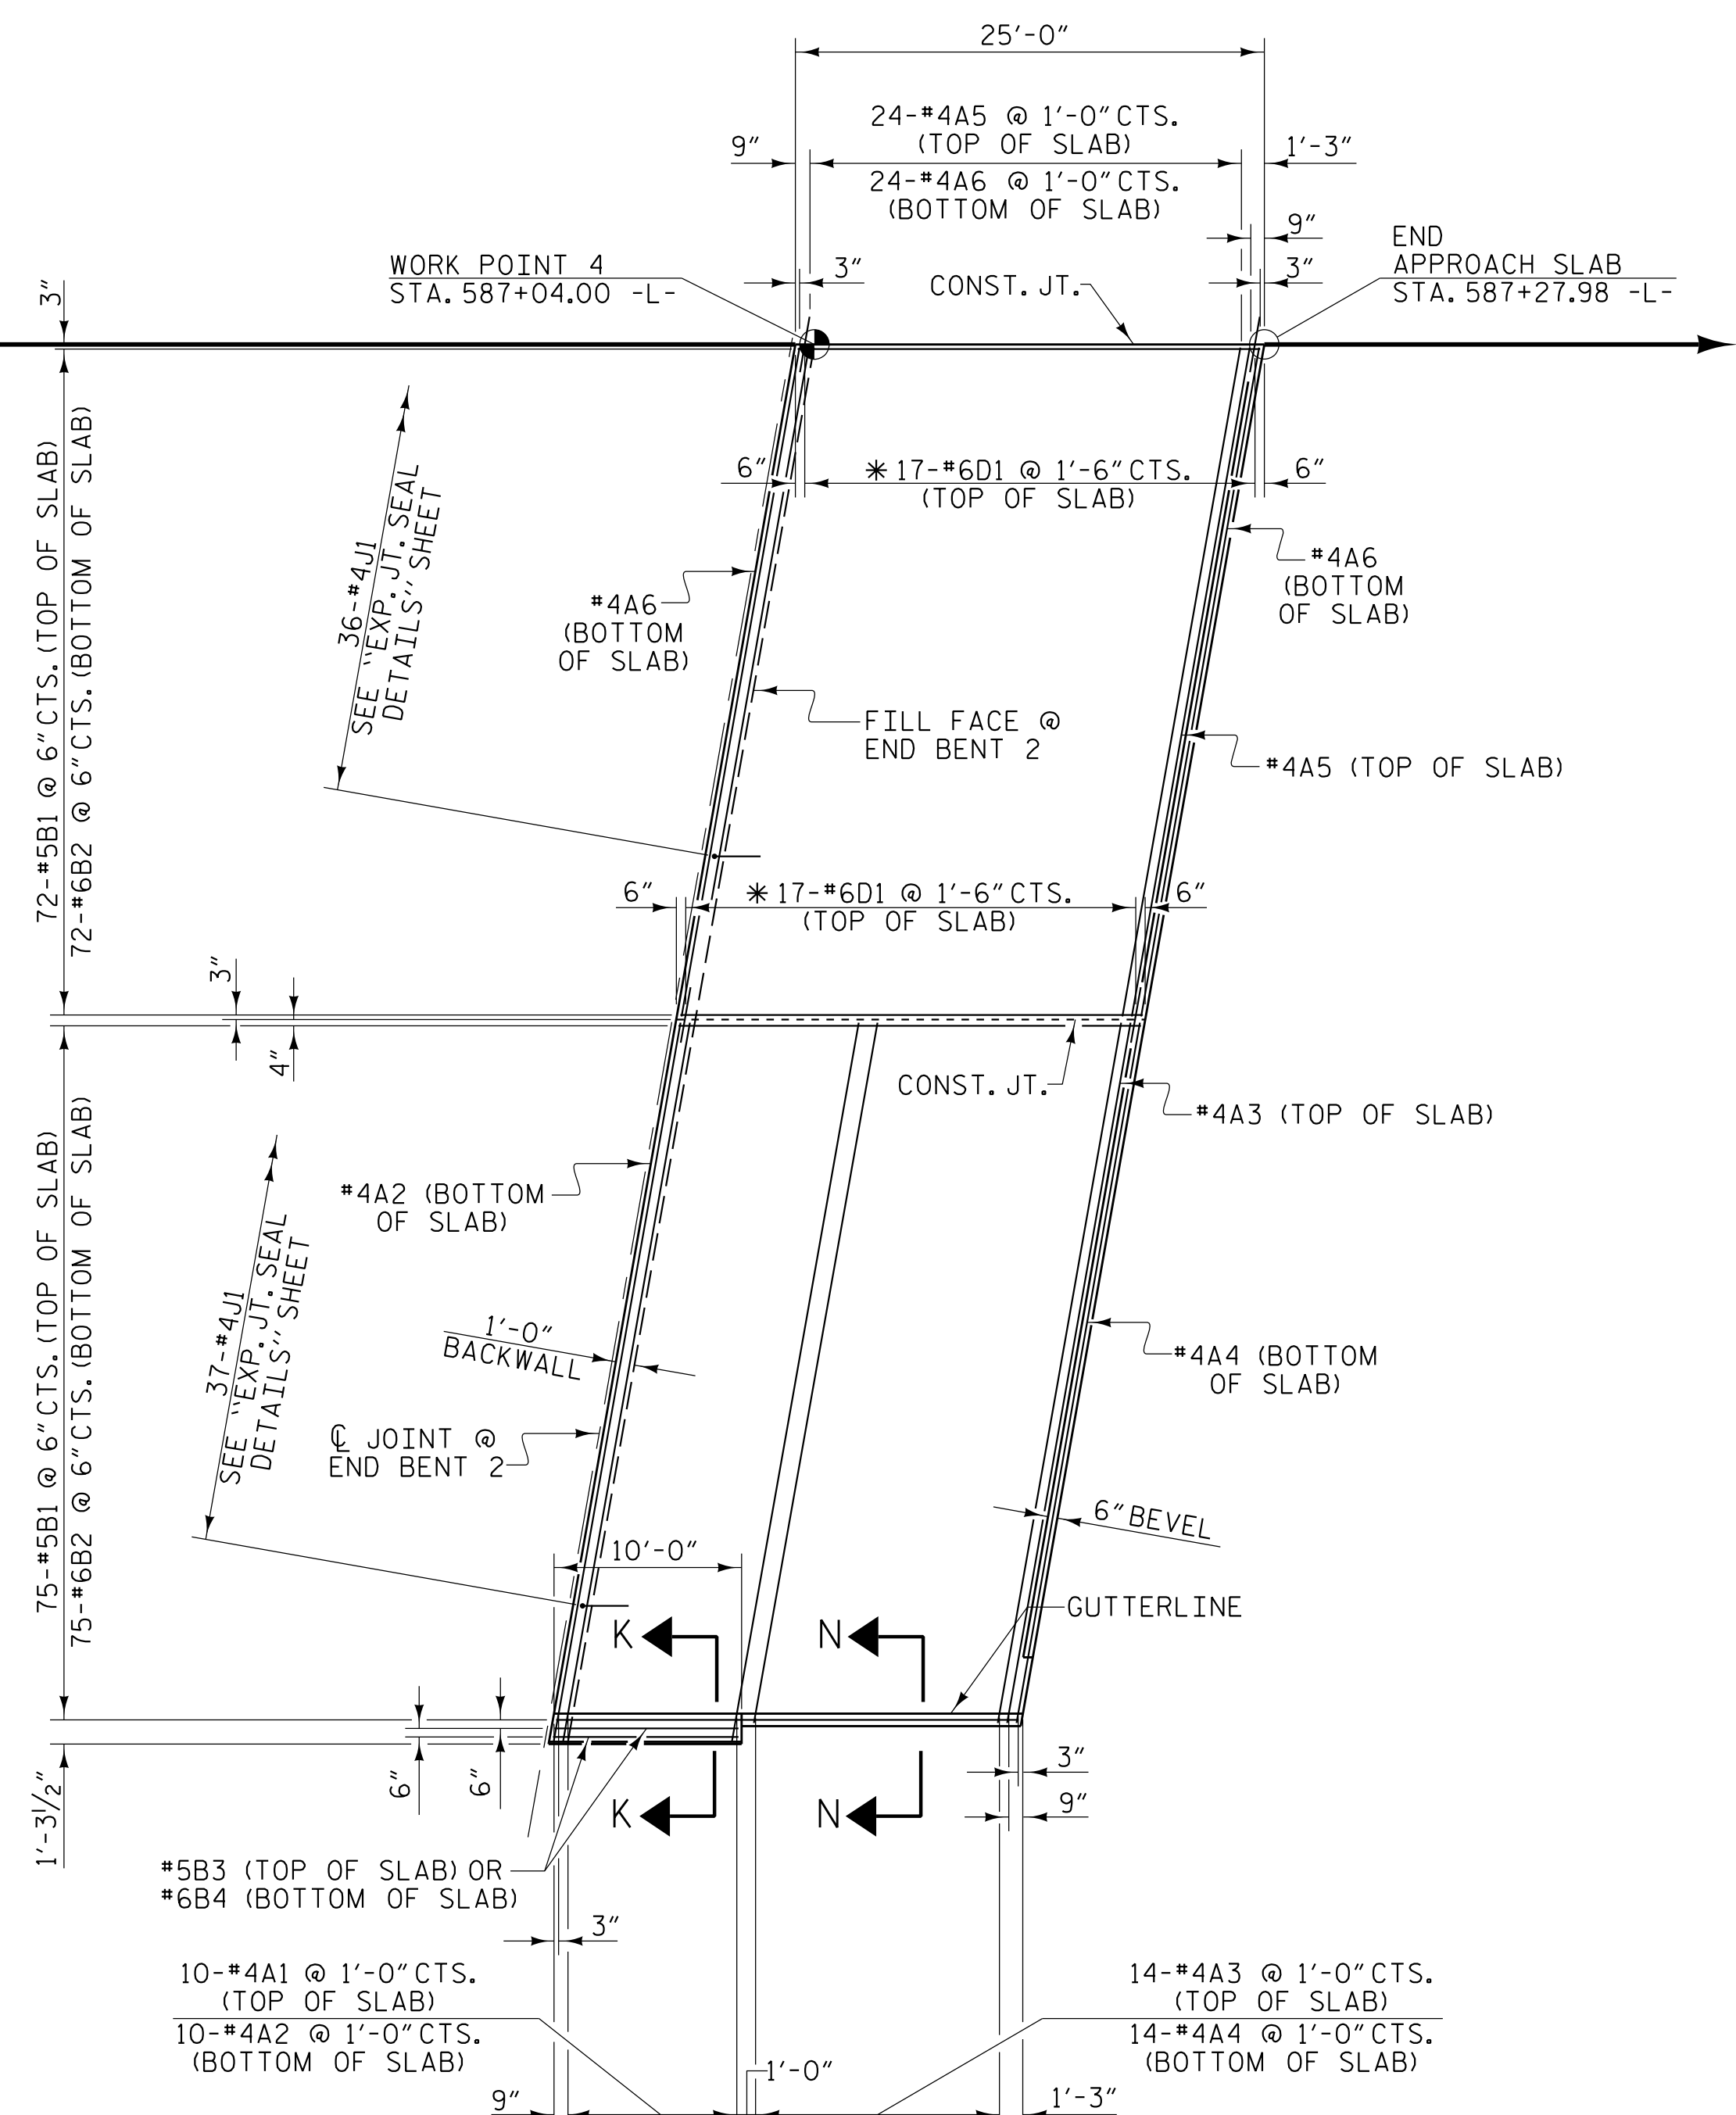 25'-0"
24-#4A5 @ 1'-0" CTS.
(TOP OF SLAB)
9"
1'-3"
24-#4A6 @ 1'-0" CTS.
(BOTTOM OF SLAB)
9"
END
APPROACH SLAB
STA. 587+27.98 -L-
WORK POINT 4
STA. 587+04.00 -L-
3"
CONST. JT.
3"
3"
72-#5B1 @ 6" CTS. (TOP OF SLAB)
72-#6B2 @ 6" CTS. (BOTTOM OF SLAB)
36-#4J1
SEE "EXP. JT. SEAL
DETAILS" SHEET
6"
* 17-#6D1 @ 1'-6" CTS.
(TOP OF SLAB)
6"
#4A6
(BOTTOM
OF SLAB)
#4A6
(BOTTOM
OF SLAB)
FILL FACE @
END BENT 2
#4A5 (TOP OF SLAB)
6"
* 17-#6D1 @ 1'-6" CTS.
(TOP OF SLAB)
6"
3"
4"
CONST. JT.
#4A3 (TOP OF SLAB)
75-#5B1 @ 6" CTS. (TOP OF SLAB)
75-#6B2 @ 6" CTS. (BOTTOM OF SLAB)
37-#4J1
SEE "EXP. JT. SEAL
DETAILS" SHEET
#4A2 (BOTTOM
OF SLAB)
1'-0"
BACKWALL
#4A4 (BOTTOM
OF SLAB)
℄ JOINT @
END BENT 2
6" BEVEL
10'-0"
GUTTERLINE
K
N
3"
6"
6"
9"
1'-3½"
K
N
#5B3 (TOP OF SLAB) OR
#6B4 (BOTTOM OF SLAB)
3"
10-#4A1 @ 1'-0" CTS.
(TOP OF SLAB)
10-#4A2 @ 1'-0" CTS.
(BOTTOM OF SLAB)
14-#4A3 @ 1'-0" CTS.
(TOP OF SLAB)
14-#4A4 @ 1'-0" CTS.
(BOTTOM OF SLAB)
1'-0"
9"
1'-3"